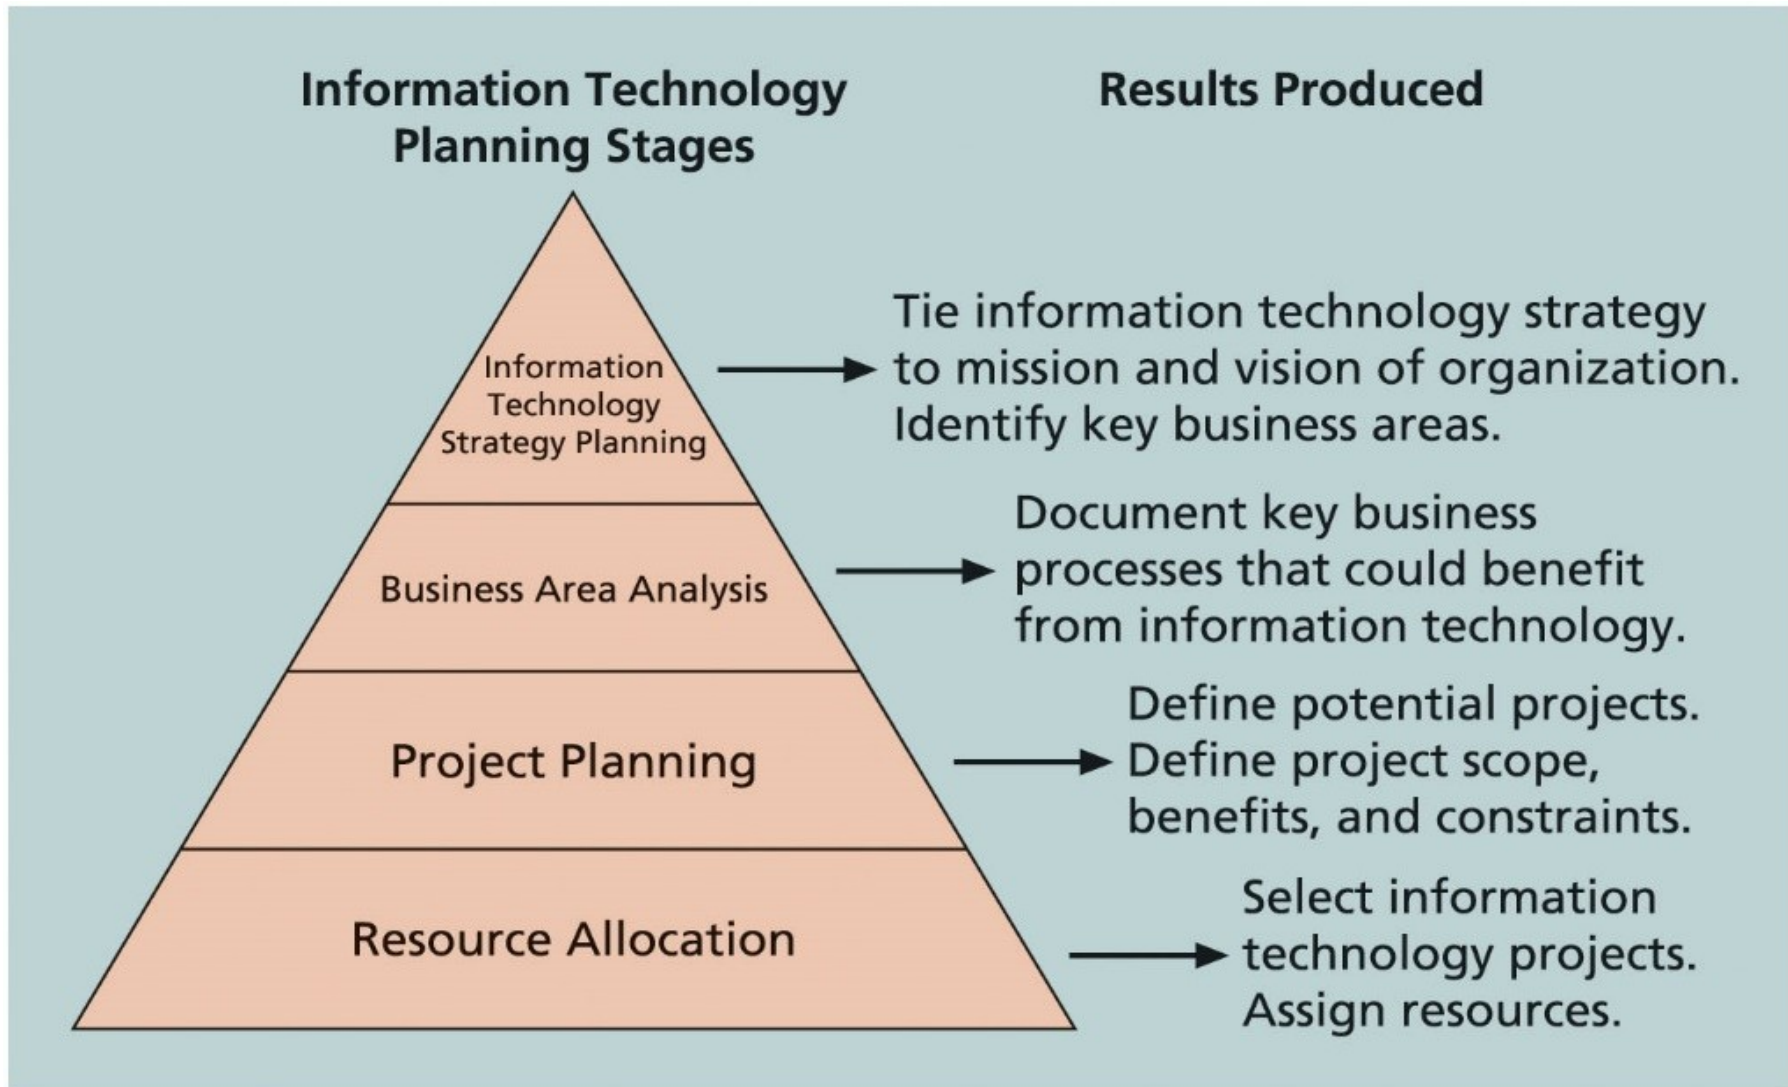 Information Technology
Planning Stages
Results Produced
Information
Technology
Strategy Planning
Tie information technology strategy
to mission and vision of organization.
Identify key business areas.
Business Area Analysis
Document key business
processes that could benefit
from information technology.
Project Planning
Define potential projects.
Define project scope,
benefits, and constraints.
Resource Allocation
Select information
technology projects.
Assign resources.